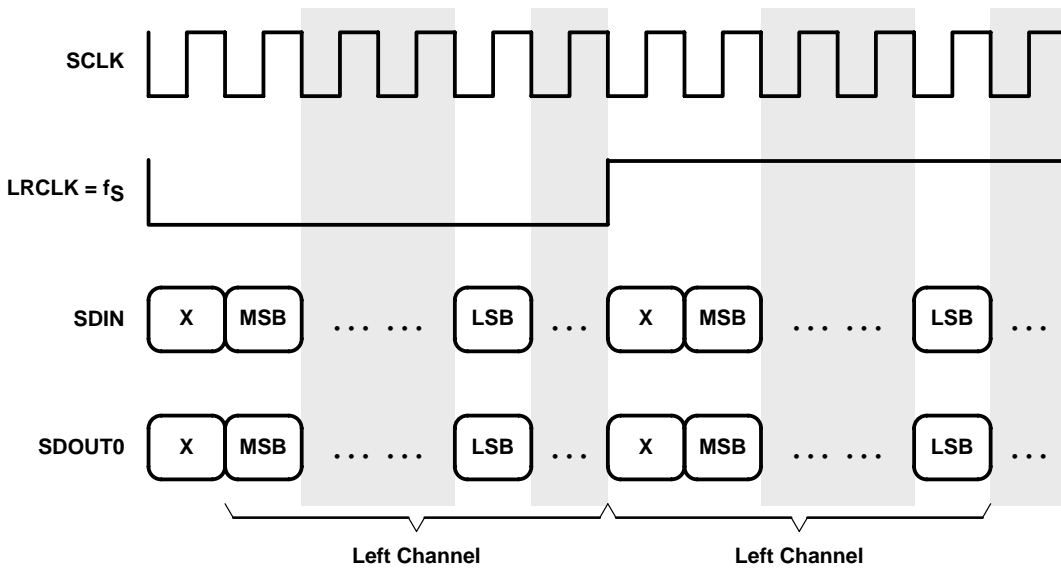 SCLK
LRCLK = fS
SDIN X MSB ... ... LSB ... X MSB ... ... LSB ...
SDOUT0 X MSB ... ... LSB ... X MSB ... ... LSB ...
Left Channel Left Channel